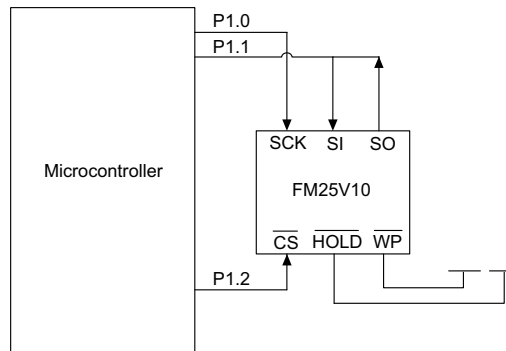 P1.0
P1.1
SCK SI SO
Microcontroller
FM25V10
CS HOLD WP
P1.2